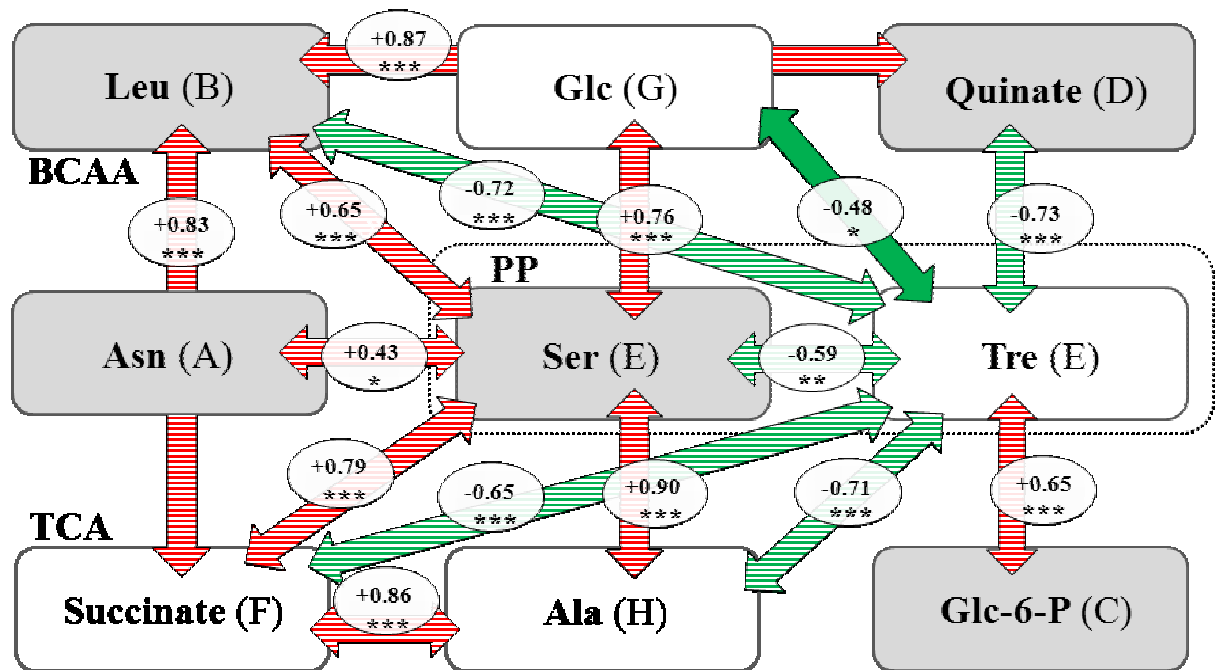 +0.87
***
Leu (B)
Glc (G)
Quinate (D)
BCAA
-0.72
***
+0.65
***
+0.76
***
-0.48
*
-0.73
***
+0.83
***
PP
Asn (A)
+0.43
*
Ser (E)
-0.59
**
Tre (E)
+0.79
***
-0.65
***
+0.90
***
-0.71
***
+0.65
***
TCA
Succinate (F)
+0.86
***
Ala (H)
Glc-6-P (C)